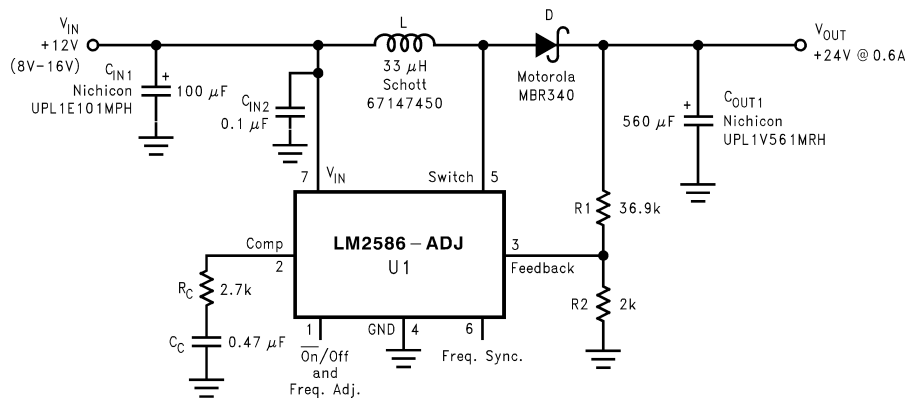 V_IN
+12V
(8V–16V)
C_IN1
Nichicon
UPL1E101MPH
+
100 μF
C_IN2
0.1 μF
L
33 μH
Schott
67147450
D
Motorola
MBR340
V_OUT
+24V @ 0.6A
+
560 μF
C_OUT1
Nichicon
UPL1V561MRH
7
V_IN
Switch
5
R1
36.9k
LM2586–ADJ
U1
Comp
2
3
Feedback
R_C
2.7k
R2
2k
C_C
0.47 μF
1
GND
4
6
O̅n̅/Off
and
Freq. Adj.
Freq. Sync.